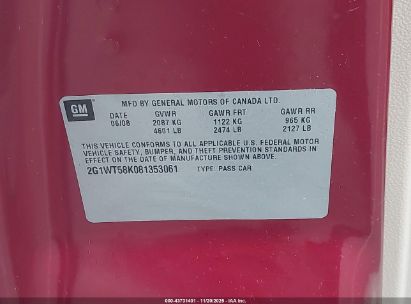 GM
MFD BY GENERAL MOTORS OF CANADA LTD.
DATE GVWR GAWR FRT GAWR RR
06/08 2087 KG 1122 KG 965 KG
4601 LB 2474 LB 2127 LB
THIS VEHICLE CONFORMS TO ALL APPLICABLE U.S. FEDERAL MOTOR
VEHICLE SAFETY, BUMPER, AND THEFT PREVENTION STANDARDS IN
EFFECT ON THE DATE OF MANUFACTURE SHOWN ABOVE.
2G1WT58K081353061 TYPE: PASS CAR